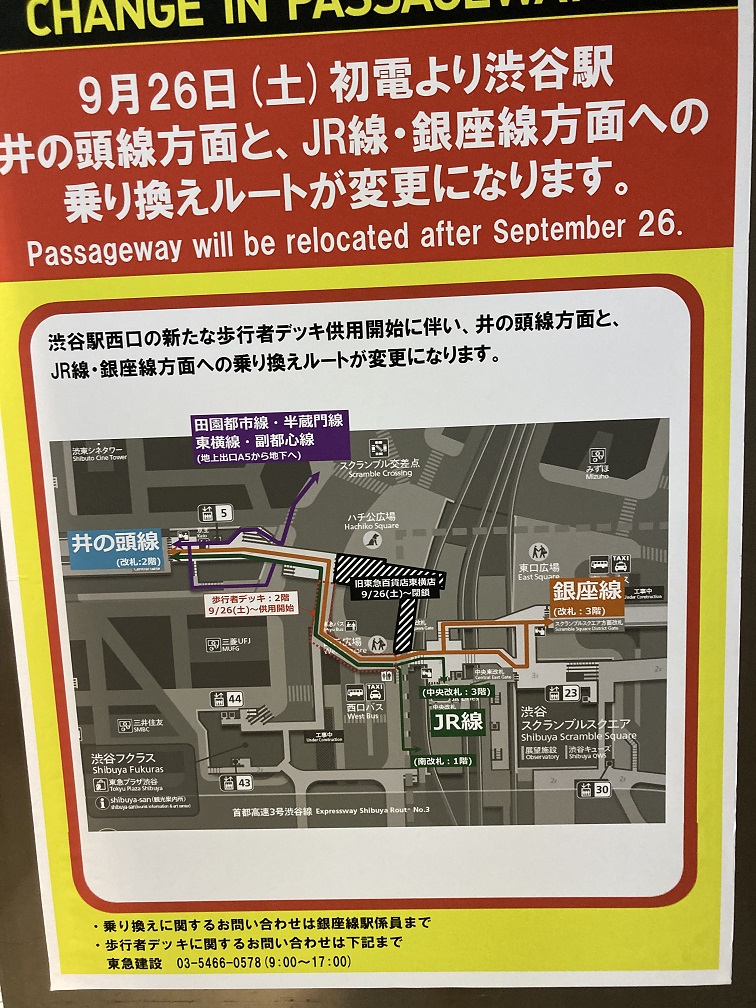 CHANGE IN PASSAGEWAY
9月26日(土)初電より渋谷駅
井の頭線方面と、JR線・銀座線方面への
乗り換えルートが変更になります。
Passageway will be relocated after September 26.
渋谷駅西口の新たな歩行者デッキ供用開始に伴い、井の頭線方面と、
JR線・銀座線方面への乗り換えルートが変更になります。
田園都市線・半蔵門線
東横線・副都心線
(地上出口A5から地下へ)
渋東シネタワー
Shibuto Cine Tower
スクランブル交差点
Scramble Crossing
みずほ
Mizuho
5
ハチ公広場
Hachiko Square
井の頭線
(改札:2階)
旧東急百貨店東横店
9/26(土)~閉鎖
東口広場
East Square
TAXI
工事中
Under Construction
銀座線
(改札:3階)
スクランブルスクエア方面改札
Scramble Square District Gate
歩行者デッキ:2階
9/26(土)~供用開始
三菱UFJ
MUFG
中央東改札
Central East Gate
(中央改札:3階)
44
TAXI
西口バス
West Bus
JR線
23
渋谷
スクランブルスクエア
Shibuya Scramble Square
展望施設
Observatory
渋谷キューズ
Shibuya QWS
三井住友
SMBC
工事中
Under Construction
(南改札:1階)
渋谷フクラス
Shibuya Fukuras
東急プラザ渋谷
Tokyu Plaza Shibuya
shibuya-san(観光案内所)
43
30
首都高速3号渋谷線 Expressway Shibuya Route No.3
・乗り換えに関するお問い合わせは銀座線駅係員まで
・歩行者デッキに関するお問い合わせは下記まで
東急建設 03-5466-0578(9:00~17:00)